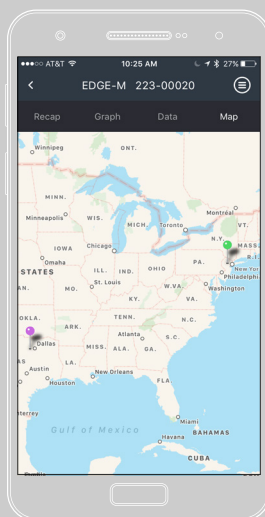 AT&T 10:25 AM 27%
EDGE-M 223-00020
Recap Graph Data Map
Winnipeg
ONT.
MINN.
Montréal
Minneapolis
WIS.
MICH.
Toronto
VT.
N.Y.
MASS.
R.I.
IOWA
Chicago
Omaha
PA.
New York
Philadelphia
STATES
ILL.
IND.
OHIO
St. Louis
W.VA.
Washington
MO.
KY.
VA.
OKLA.
TENN.
N.C.
ARK.
Atlanta
S.C.
Dallas
MISS.
ALA.
GA.
LA.
Austin
New Orleans
Houston
FLA.
Miami
Gulf of Mexico
BAHAMAS
Havana
CUBA